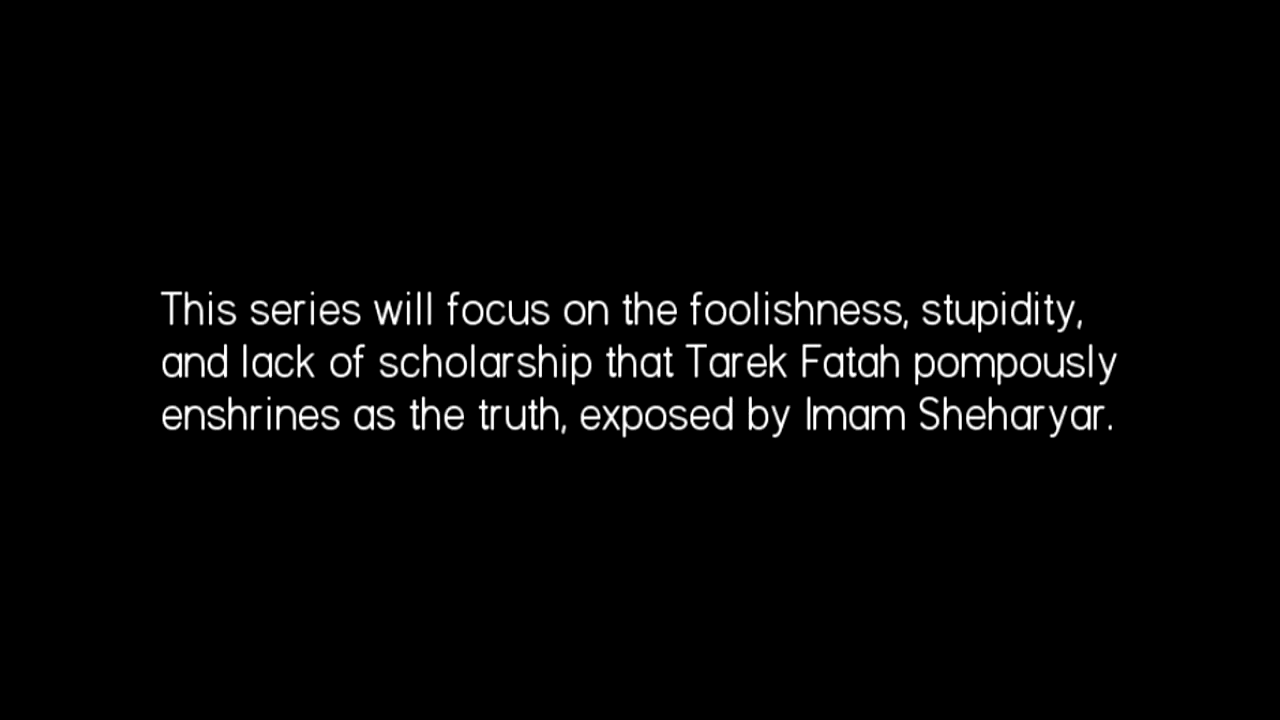 This series will focus on the foolishness, stupidity,
and lack of scholarship that Tarek Fatah pompously
enshrines as the truth, exposed by Imam Sheharyar.